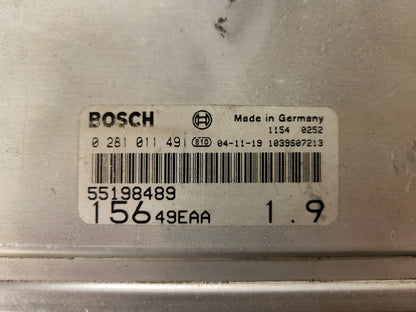 BOSCH Made in Germany
1154 0252
0 281 011 491 810 04-11-19 1039S07213
55198489
156 49EAA 1.9